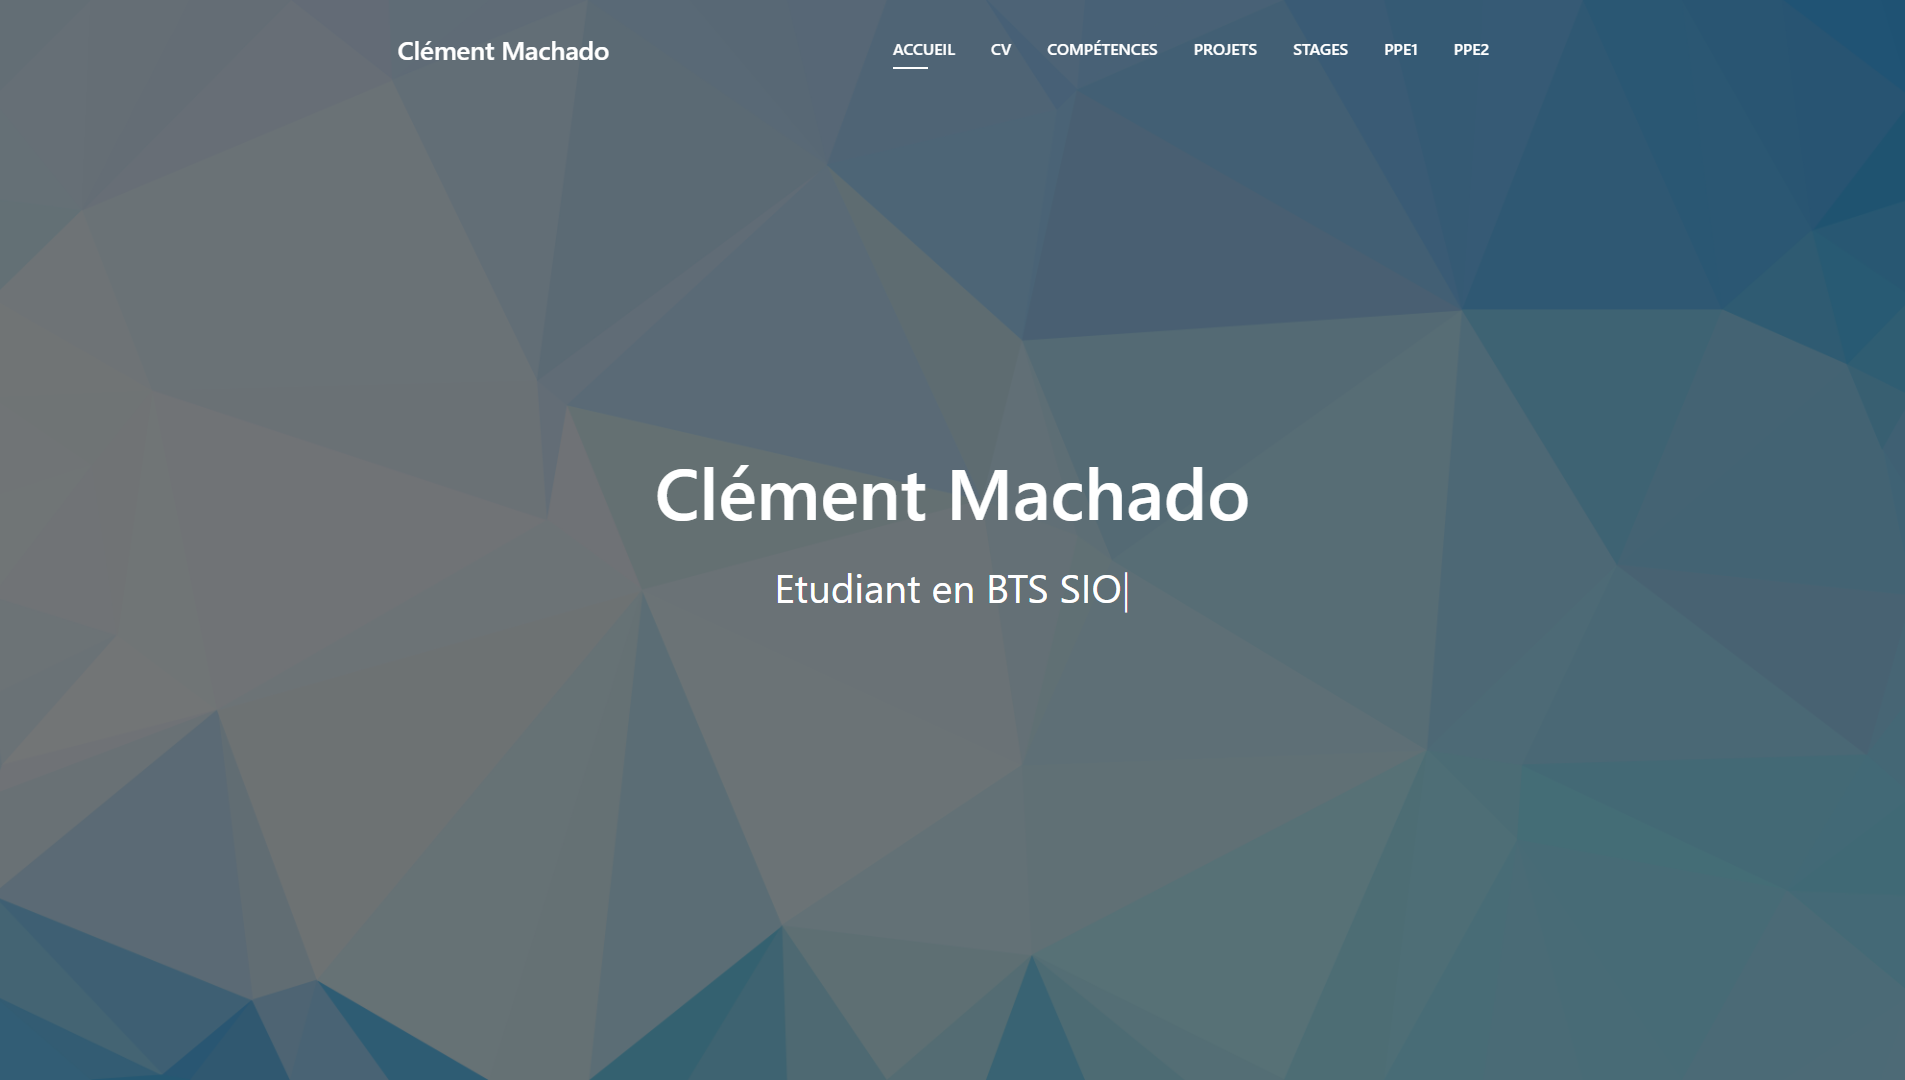 Clément Machado
ACCUEIL CV COMPÉTENCES PROJETS STAGES PPE1 PPE2
Clément Machado
Etudiant en BTS SIO|